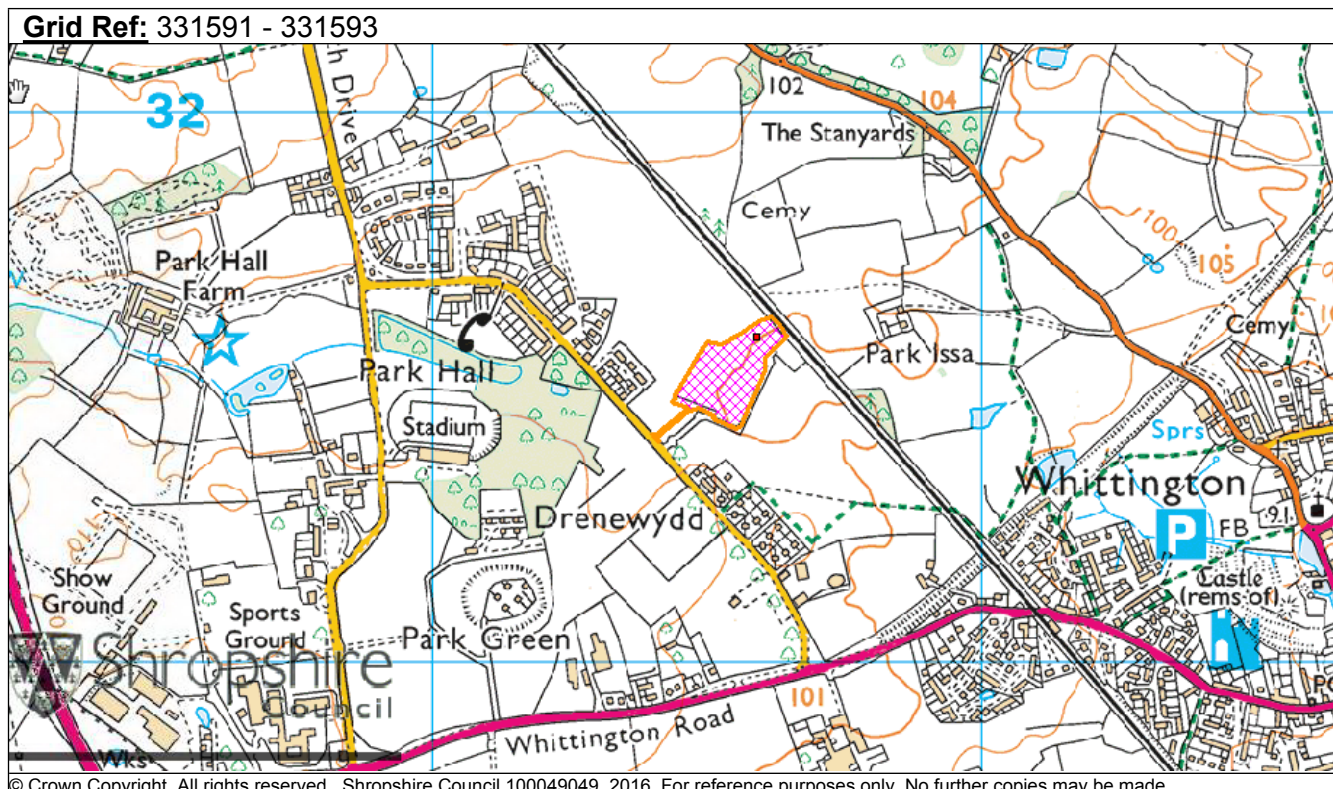 Grid Ref: 331591 - 331593
32
h Drive
102
104
The Stanyards
Cemy
Park Hall
Farm
100
105
Cemy
Park Issa
Park Hall
Stadium
Sprs
Whittington
Drenewydd
P
FB
91
110
Show
Ground
Sports
Ground
Castle
(rems of)
Park Green
Shropshire
Council
101
Whittington Road
Wks
© Crown Copyright. All rights reserved. Shropshire Council 100049049. 2016 For reference purposes only. No further copies may be made.